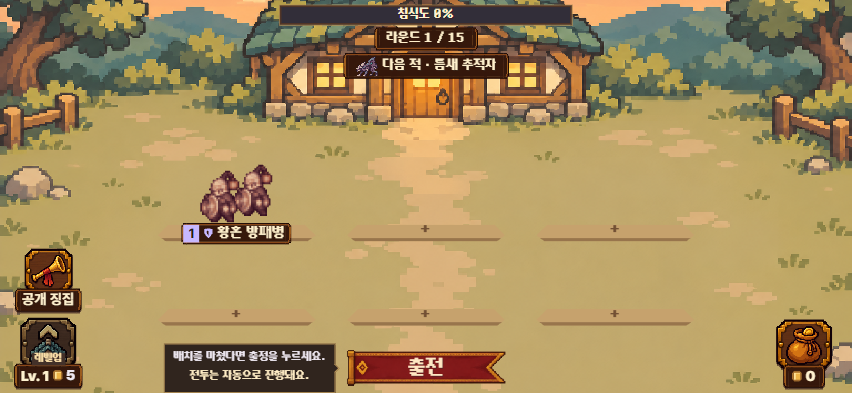 침식도 0%
라운드 1 / 15
다음 적 · 틈새 추적자
1 황혼 방패병
공개 징집
레벨업
Lv.1 5
배치를 마쳤다면 출정을 누르세요.
전투는 자동으로 진행돼요.
출전
0